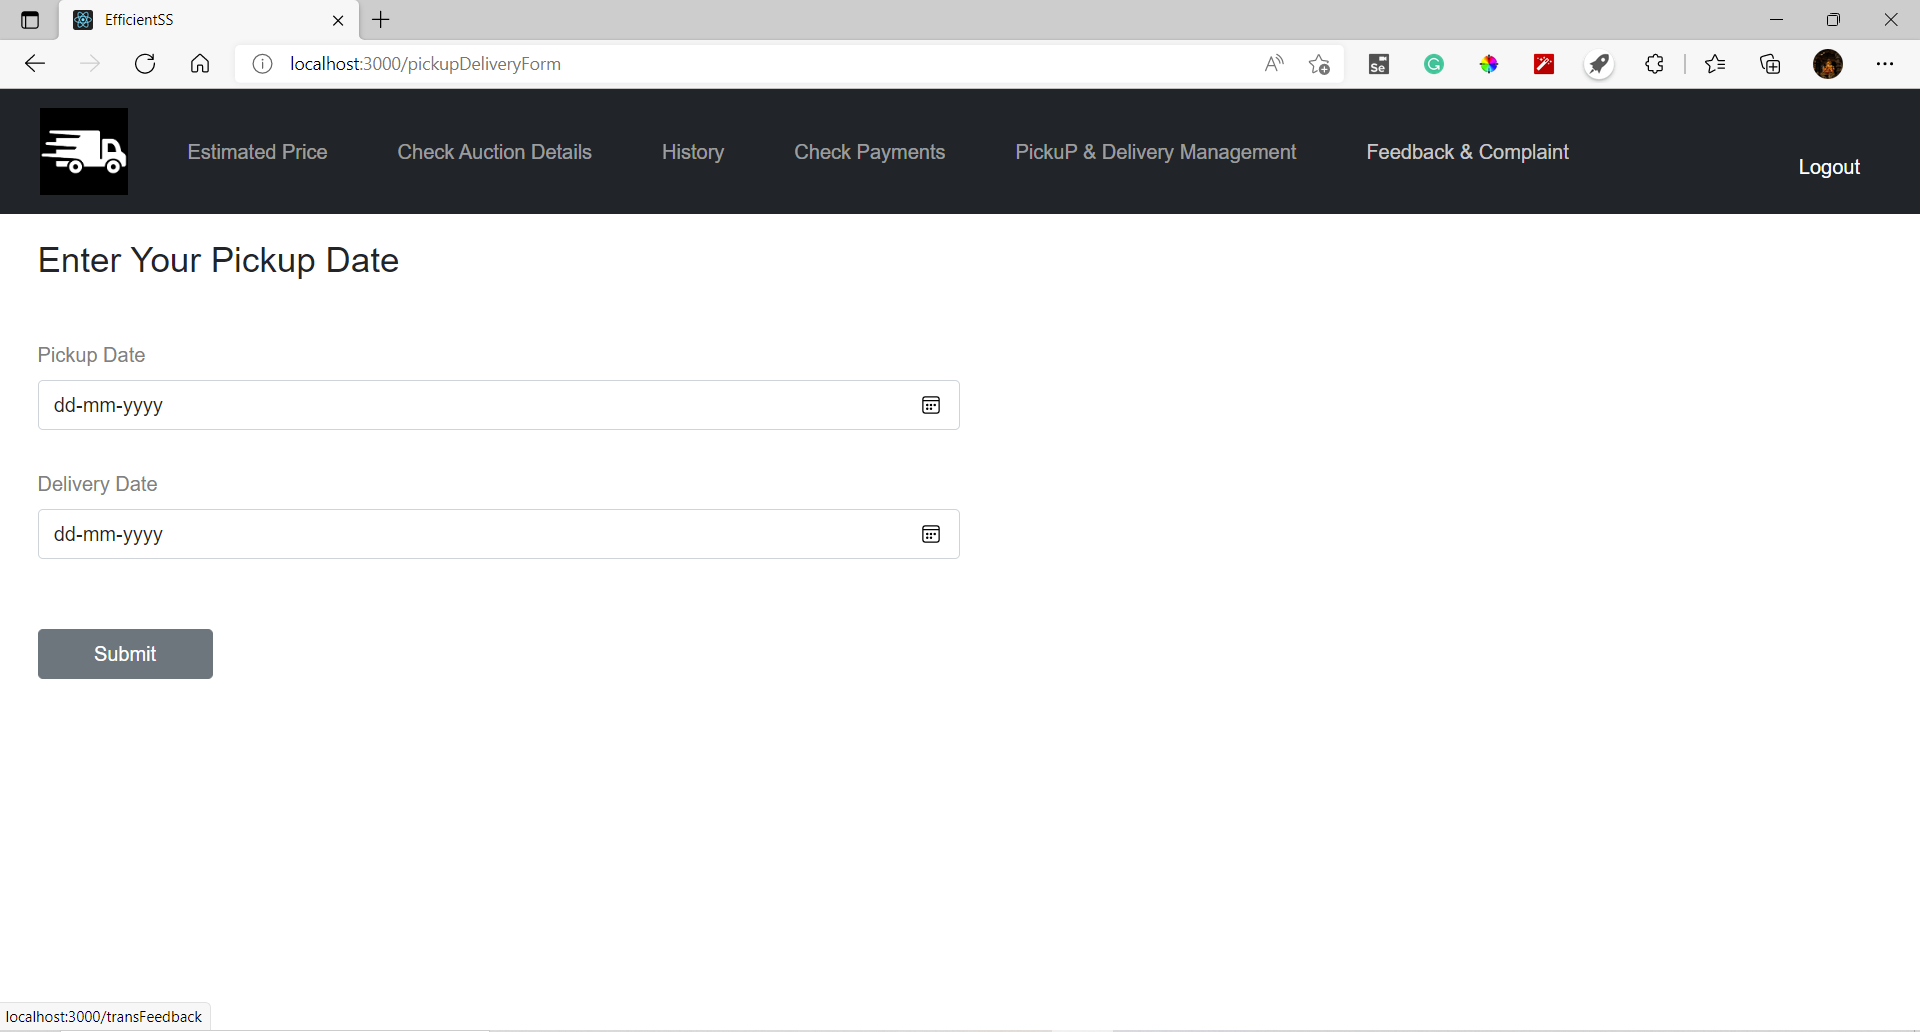 EfficientSS
localhost:3000/pickupDeliveryForm
Se
G
Estimated Price
Check Auction Details
History
Check Payments
PickuP & Delivery Management
Feedback & Complaint
Logout
Enter Your Pickup Date
Pickup Date
dd-mm-yyyy
Delivery Date
dd-mm-yyyy
Submit
localhost:3000/transFeedback